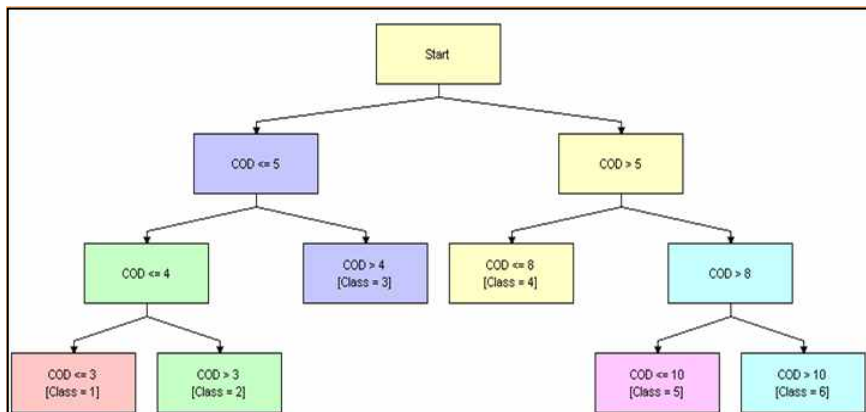 Start
COD <= 5
COD > 5
COD <= 4
COD > 4
[Class = 3]
COD <= 8
[Class = 4]
COD > 8
COD <= 3
[Class = 1]
COD > 3
[Class = 2]
COD <= 10
[Class = 5]
COD > 10
[Class = 6]